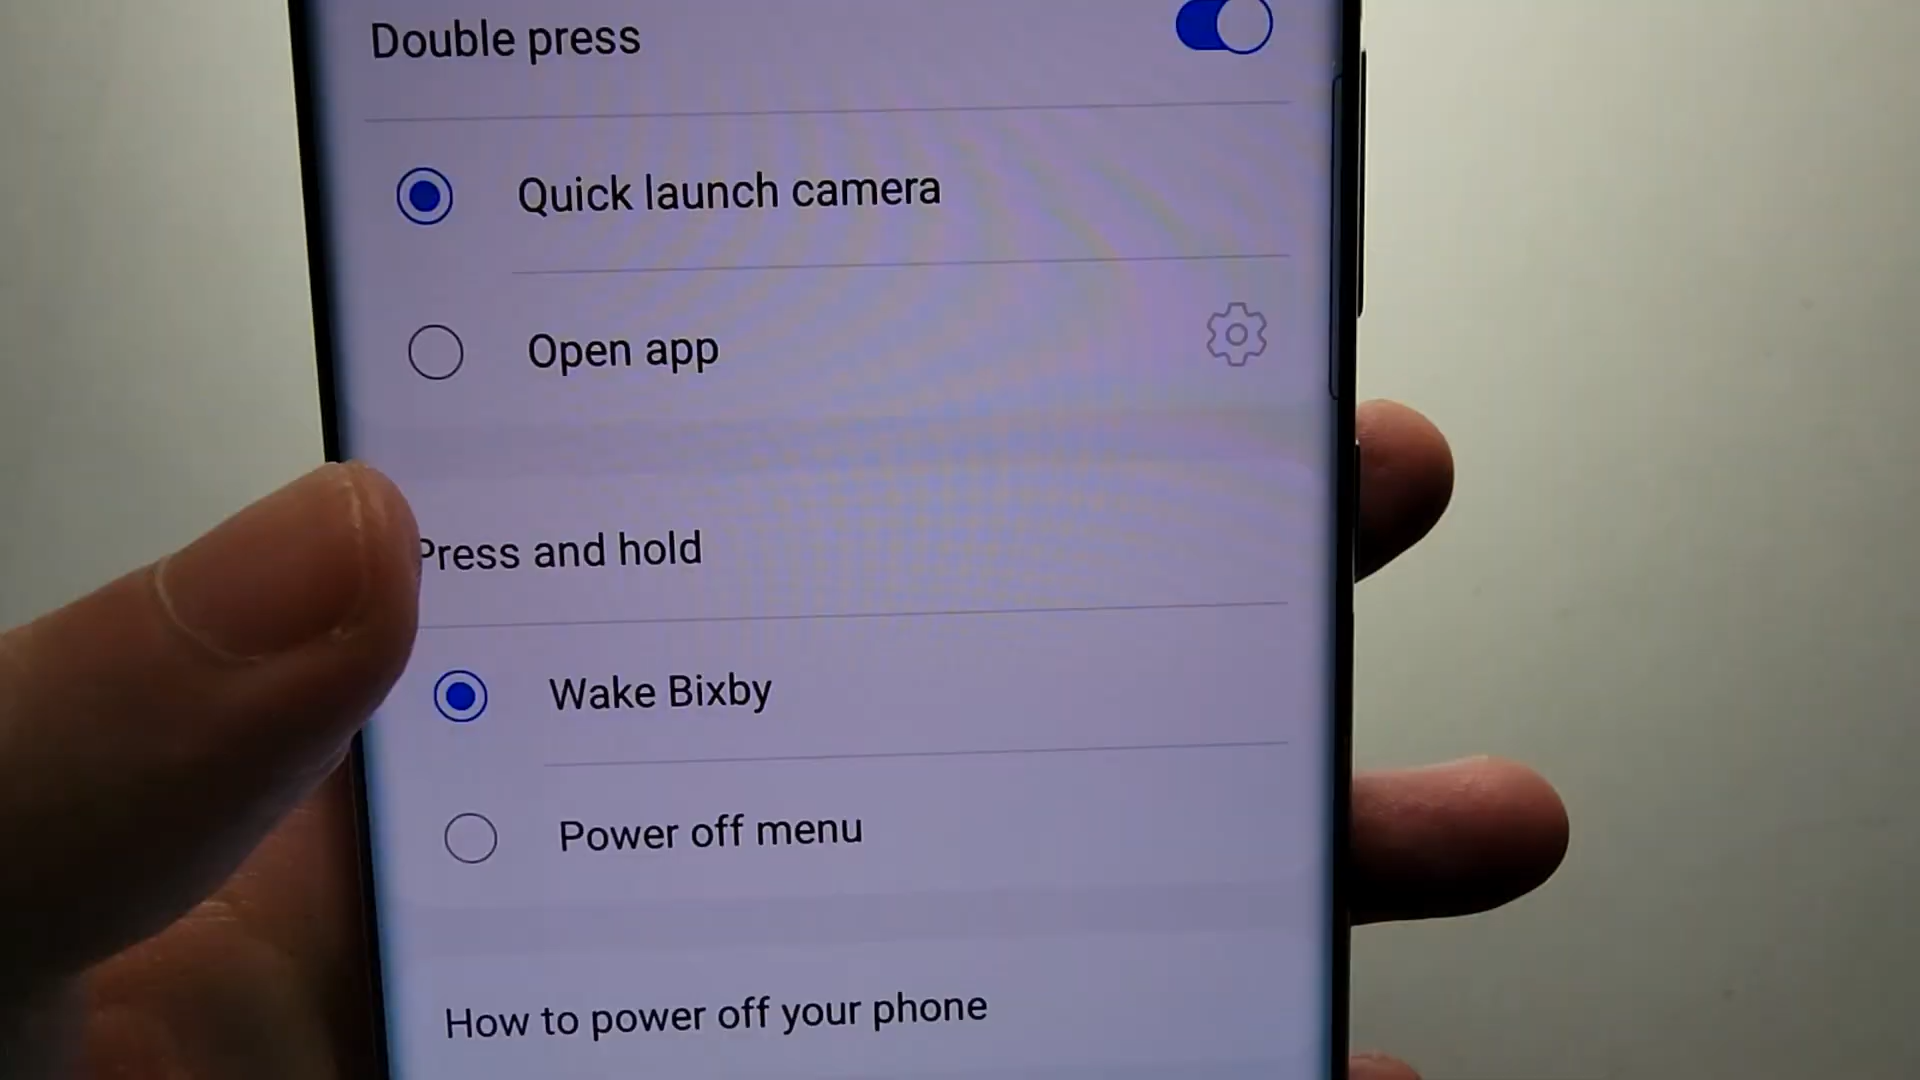 Double press
Quick launch camera
Open app
Press and hold
Wake Bixby
Power off menu
How to power off your phone